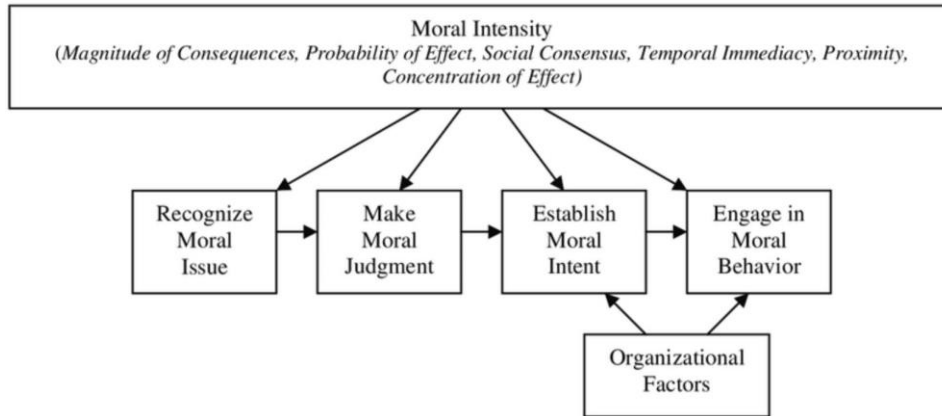 Moral Intensity
(Magnitude of Consequences, Probability of Effect, Social Consensus, Temporal Immediacy, Proximity,
Concentration of Effect)
Recognize
Moral
Issue
Make
Moral
Judgment
Establish
Moral
Intent
Engage in
Moral
Behavior
Organizational
Factors